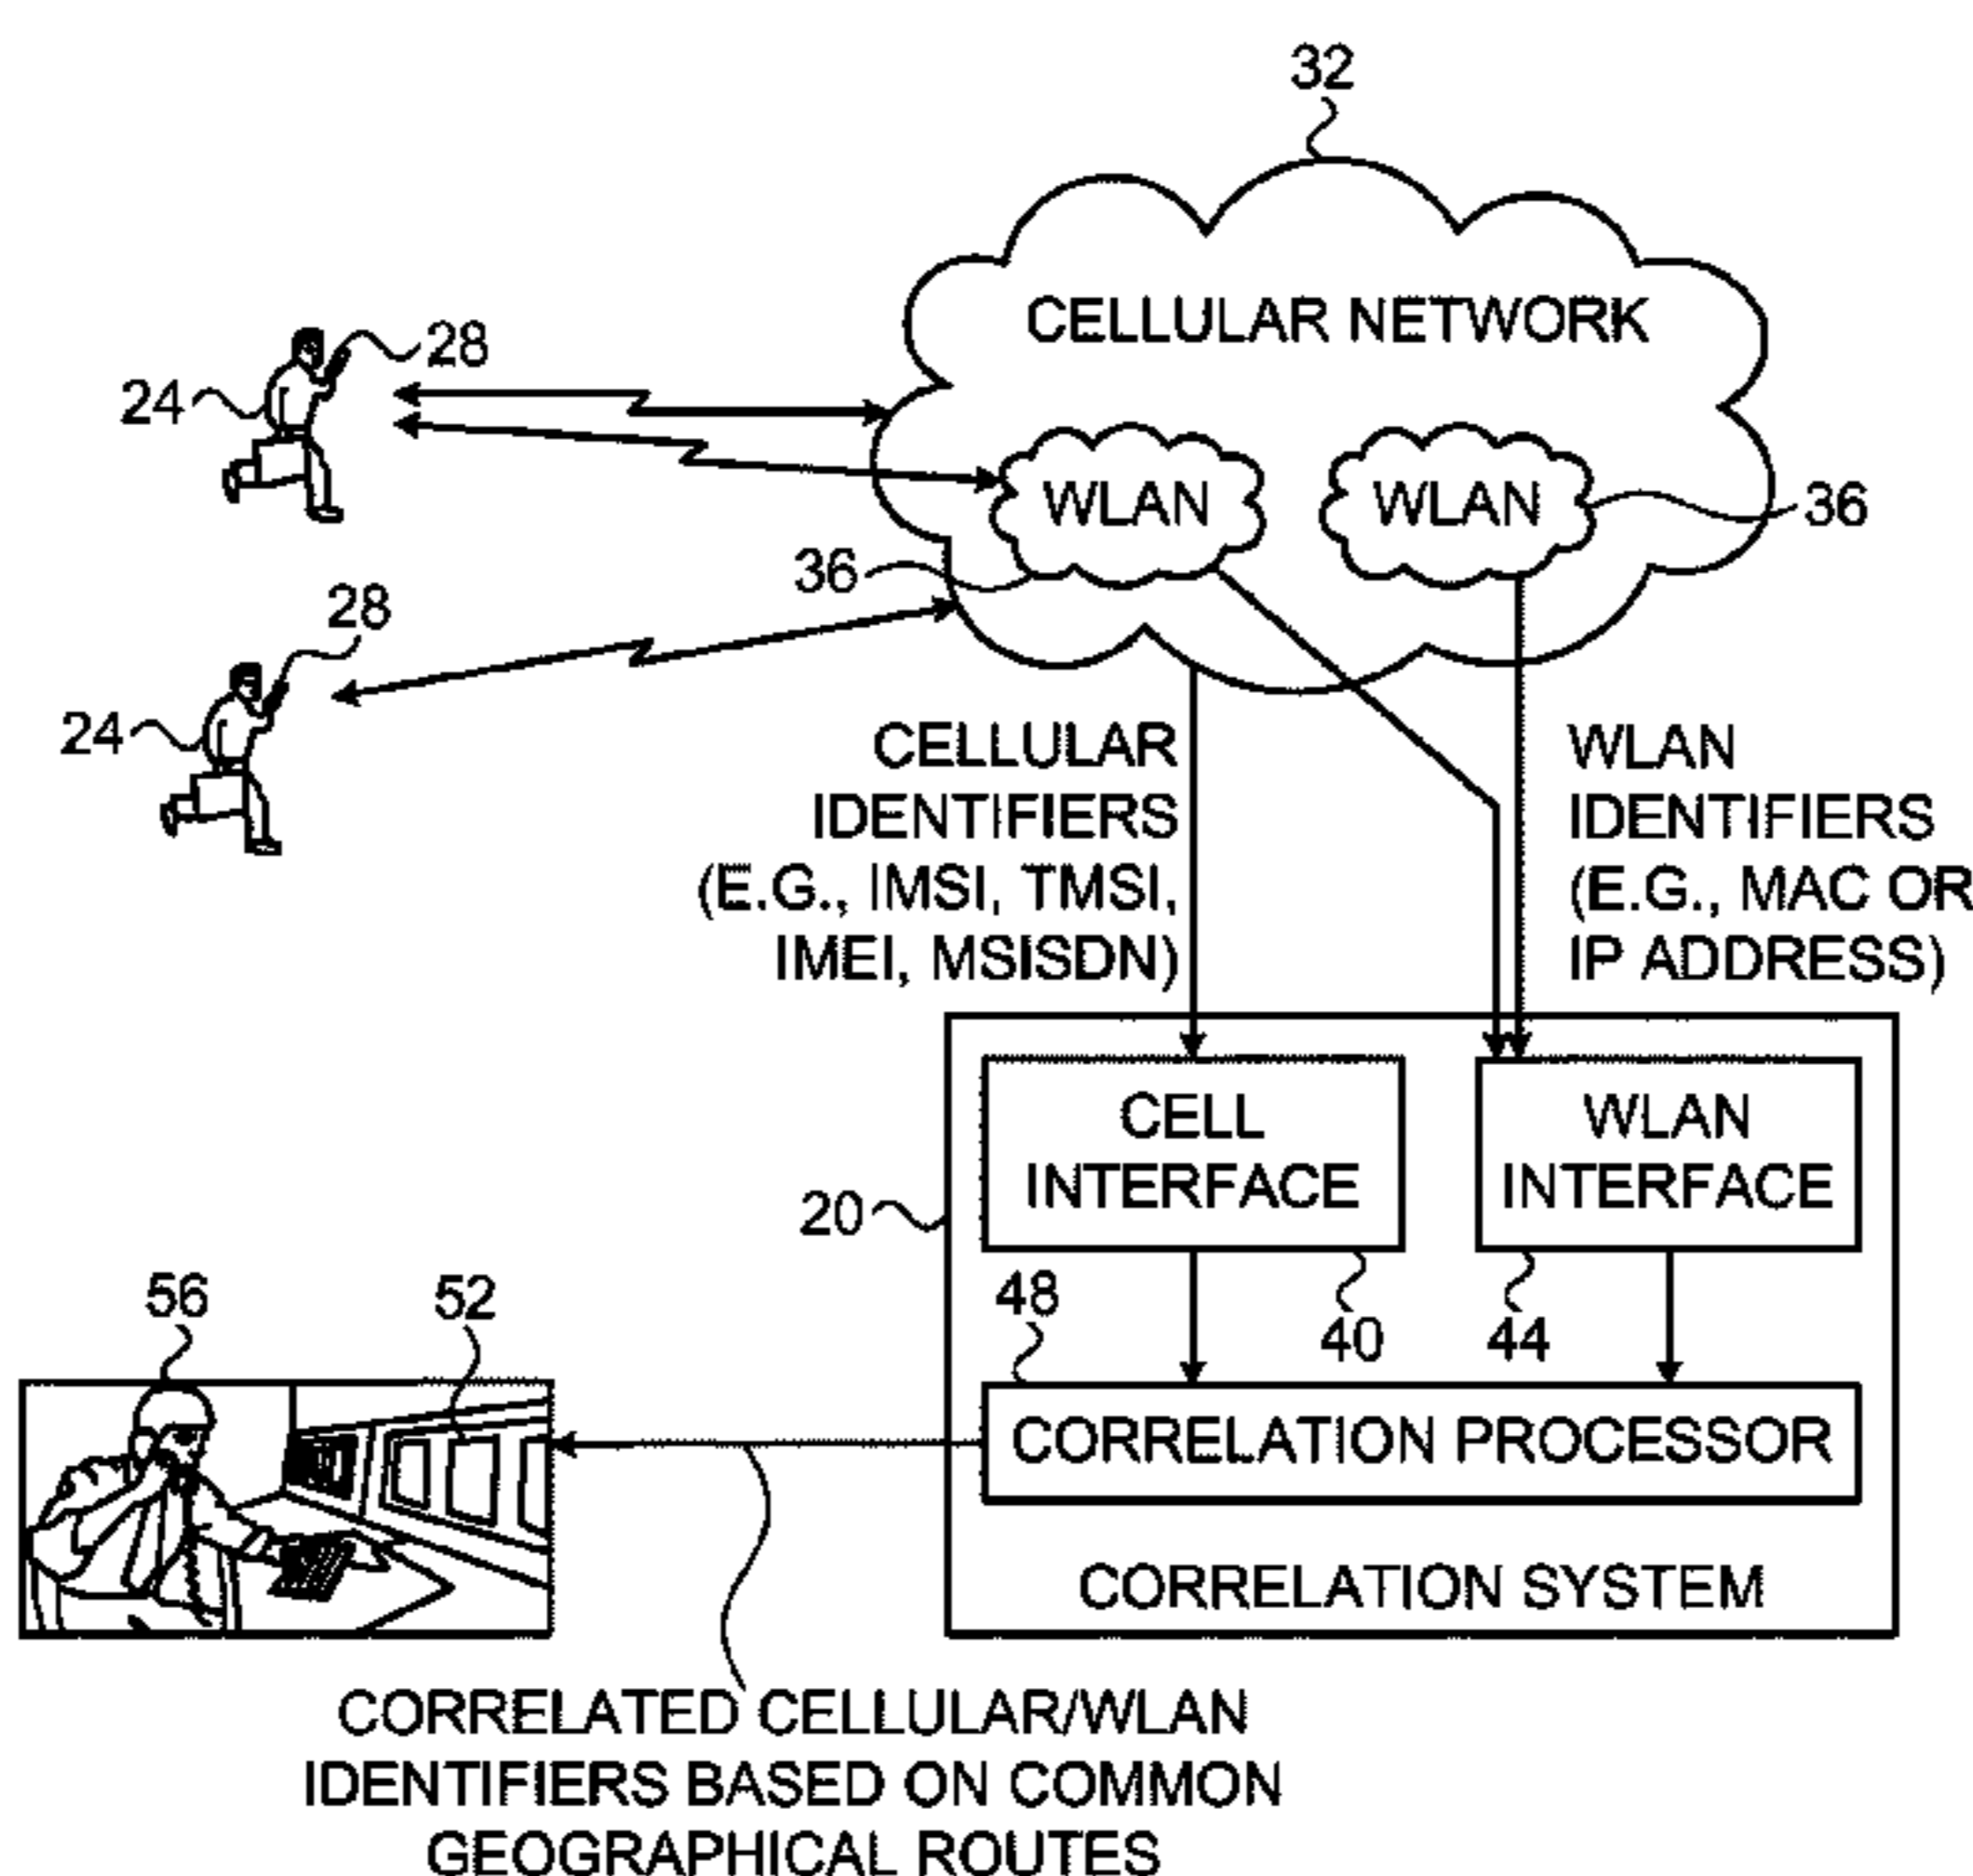 32
CELLULAR NETWORK
28
24
WLAN
WLAN
36
36
28
24
CELLULAR
IDENTIFIERS
(E.G., IMSI, TMSI,
IMEI, MSISDN)
WLAN
IDENTIFIERS
(E.G., MAC OR
IP ADDRESS)
CELL
INTERFACE
WLAN
INTERFACE
20
56
52
48
40
44
CORRELATION PROCESSOR
CORRELATION SYSTEM
CORRELATED CELLULAR/WLAN
IDENTIFIERS BASED ON COMMON
GEOGRAPHICAL ROUTES